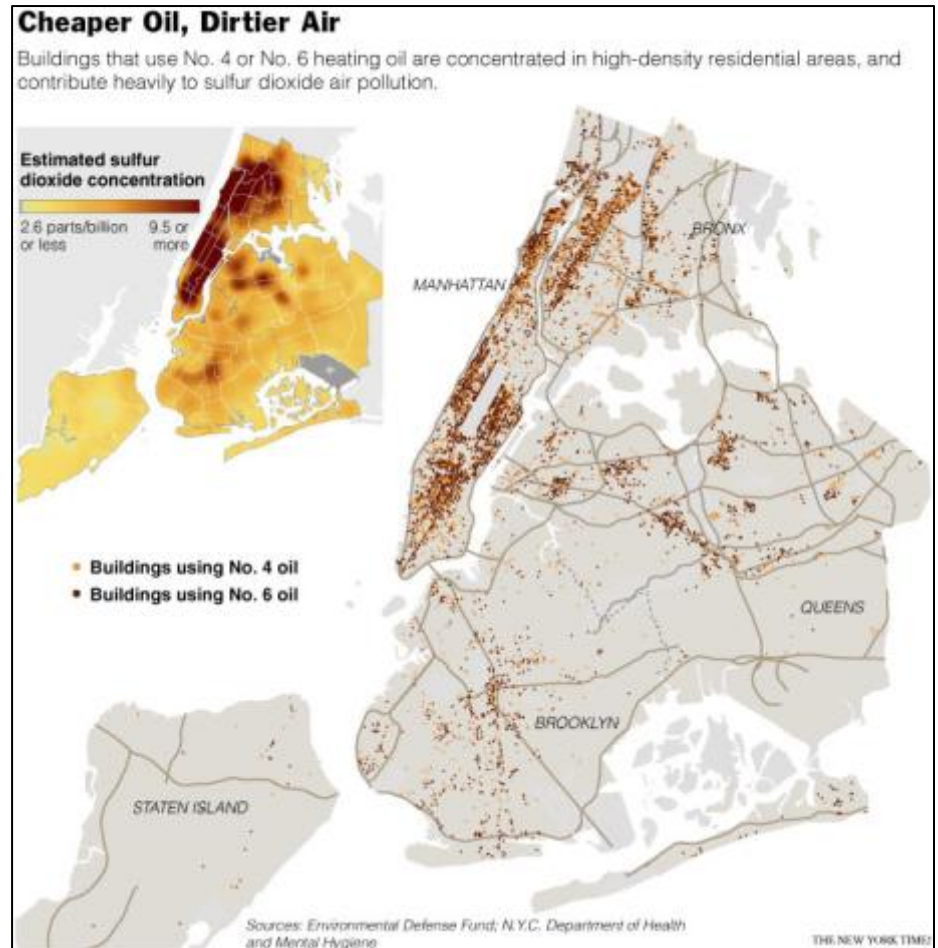 Cheaper Oil, Dirtier Air
Buildings that use No. 4 or No. 6 heating oil are concentrated in high-density residential areas, and
contribute heavily to sulfur dioxide air pollution.
Estimated sulfur
dioxide concentration
2.6 parts/billion
or less
9.5 or
more
BRONX
MANHATTAN
Buildings using No. 4 oil
Buildings using No. 6 oil
QUEENS
BROOKLYN
STATEN ISLAND
Sources: Environmental Defense Fund; N.Y.C. Department of Health
and Mental Hygiene
THE NEW YORK TIMES